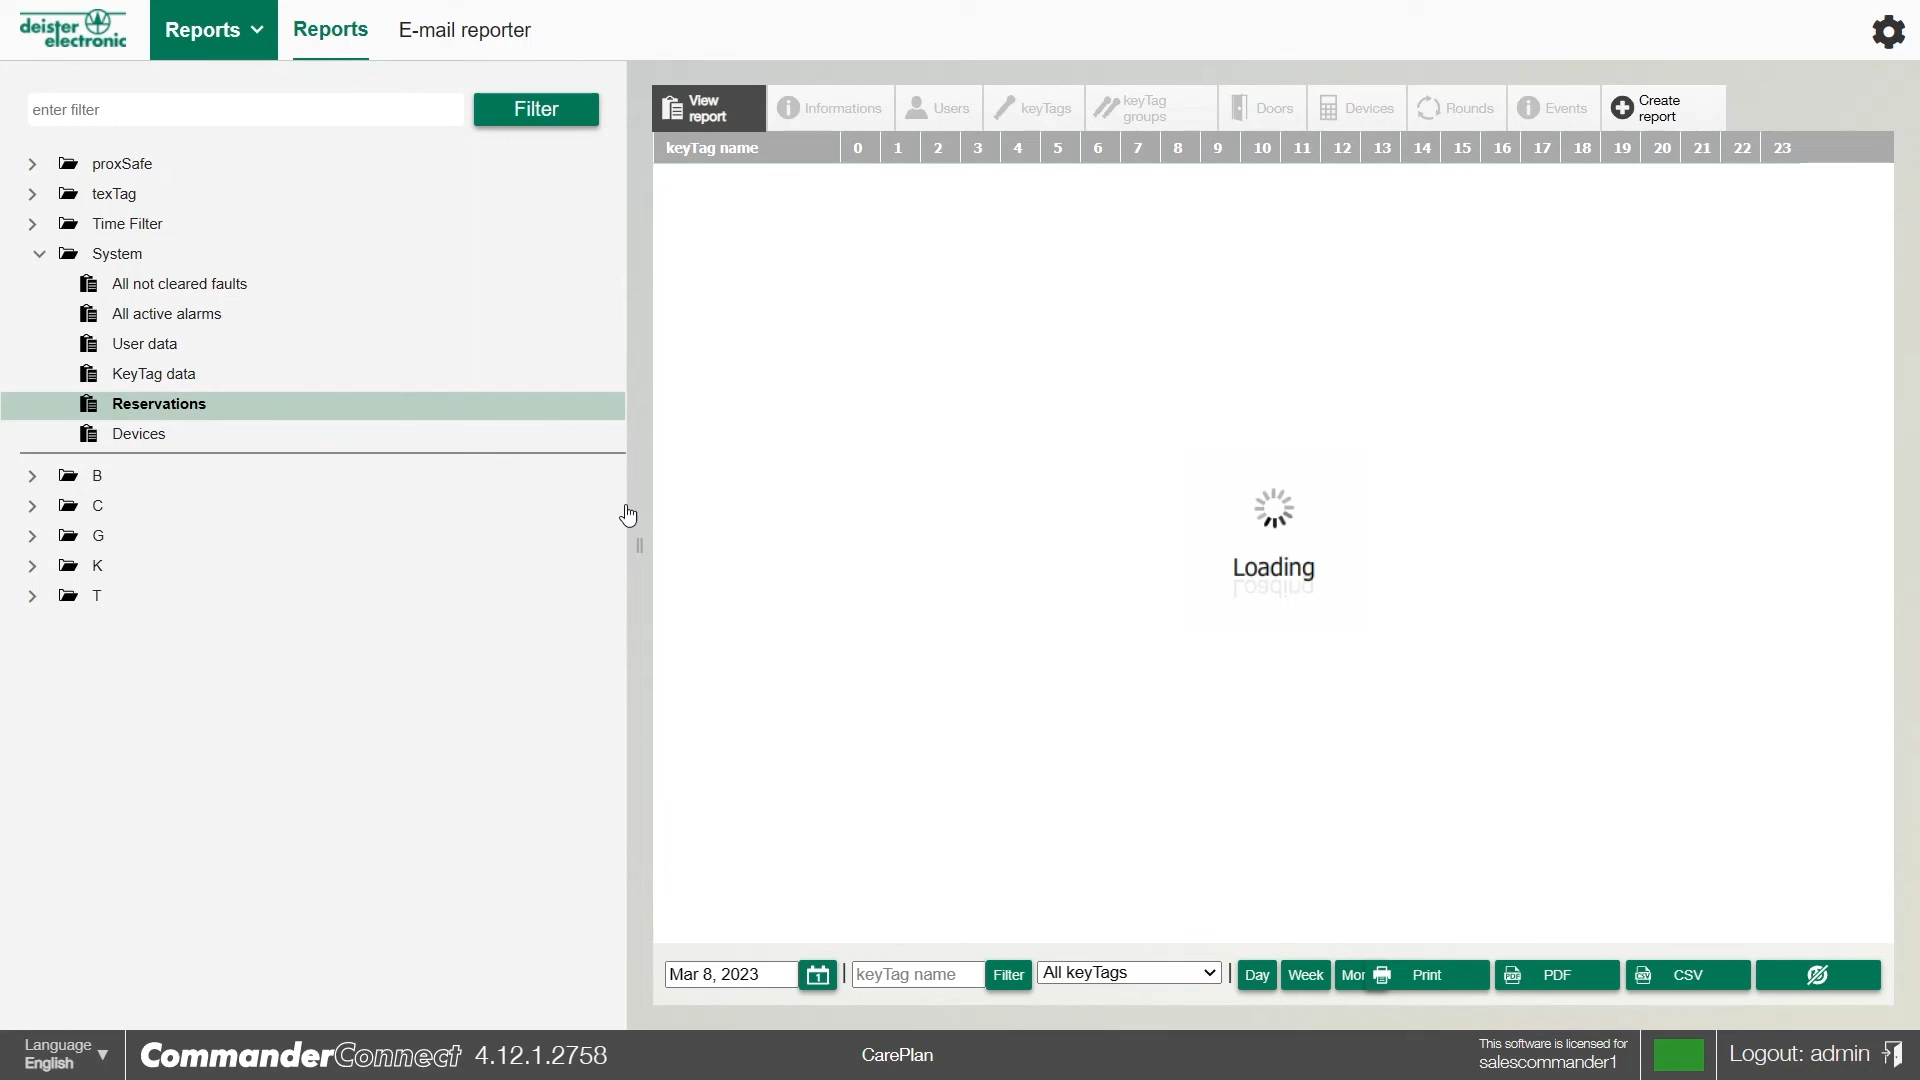 deister
electronic
Reports
Reports
E-mail reporter
enter filter
Filter
proxSafe
texTag
Time Filter
System
All not cleared faults
All active alarms
User data
KeyTag data
Reservations
Devices
B
C
G
K
T
View
report
Informations
Users
keyTags
keyTag
groups
Doors
Devices
Rounds
Events
Create
report
keyTag name 0 1 2 3 4 5 6 7 8 9 10 11 12 13 14 15 16 17 18 19 20 21 22 23
Loading
Mar 8, 2023
1
keyTag name
Filter
All keyTags
Day
Week
Mor
Print
PDF
PDF
CSV
CSV
Language
English
CommanderConnect 4.12.1.2758
CarePlan
This software is licensed for
salescommander1
Logout: admin